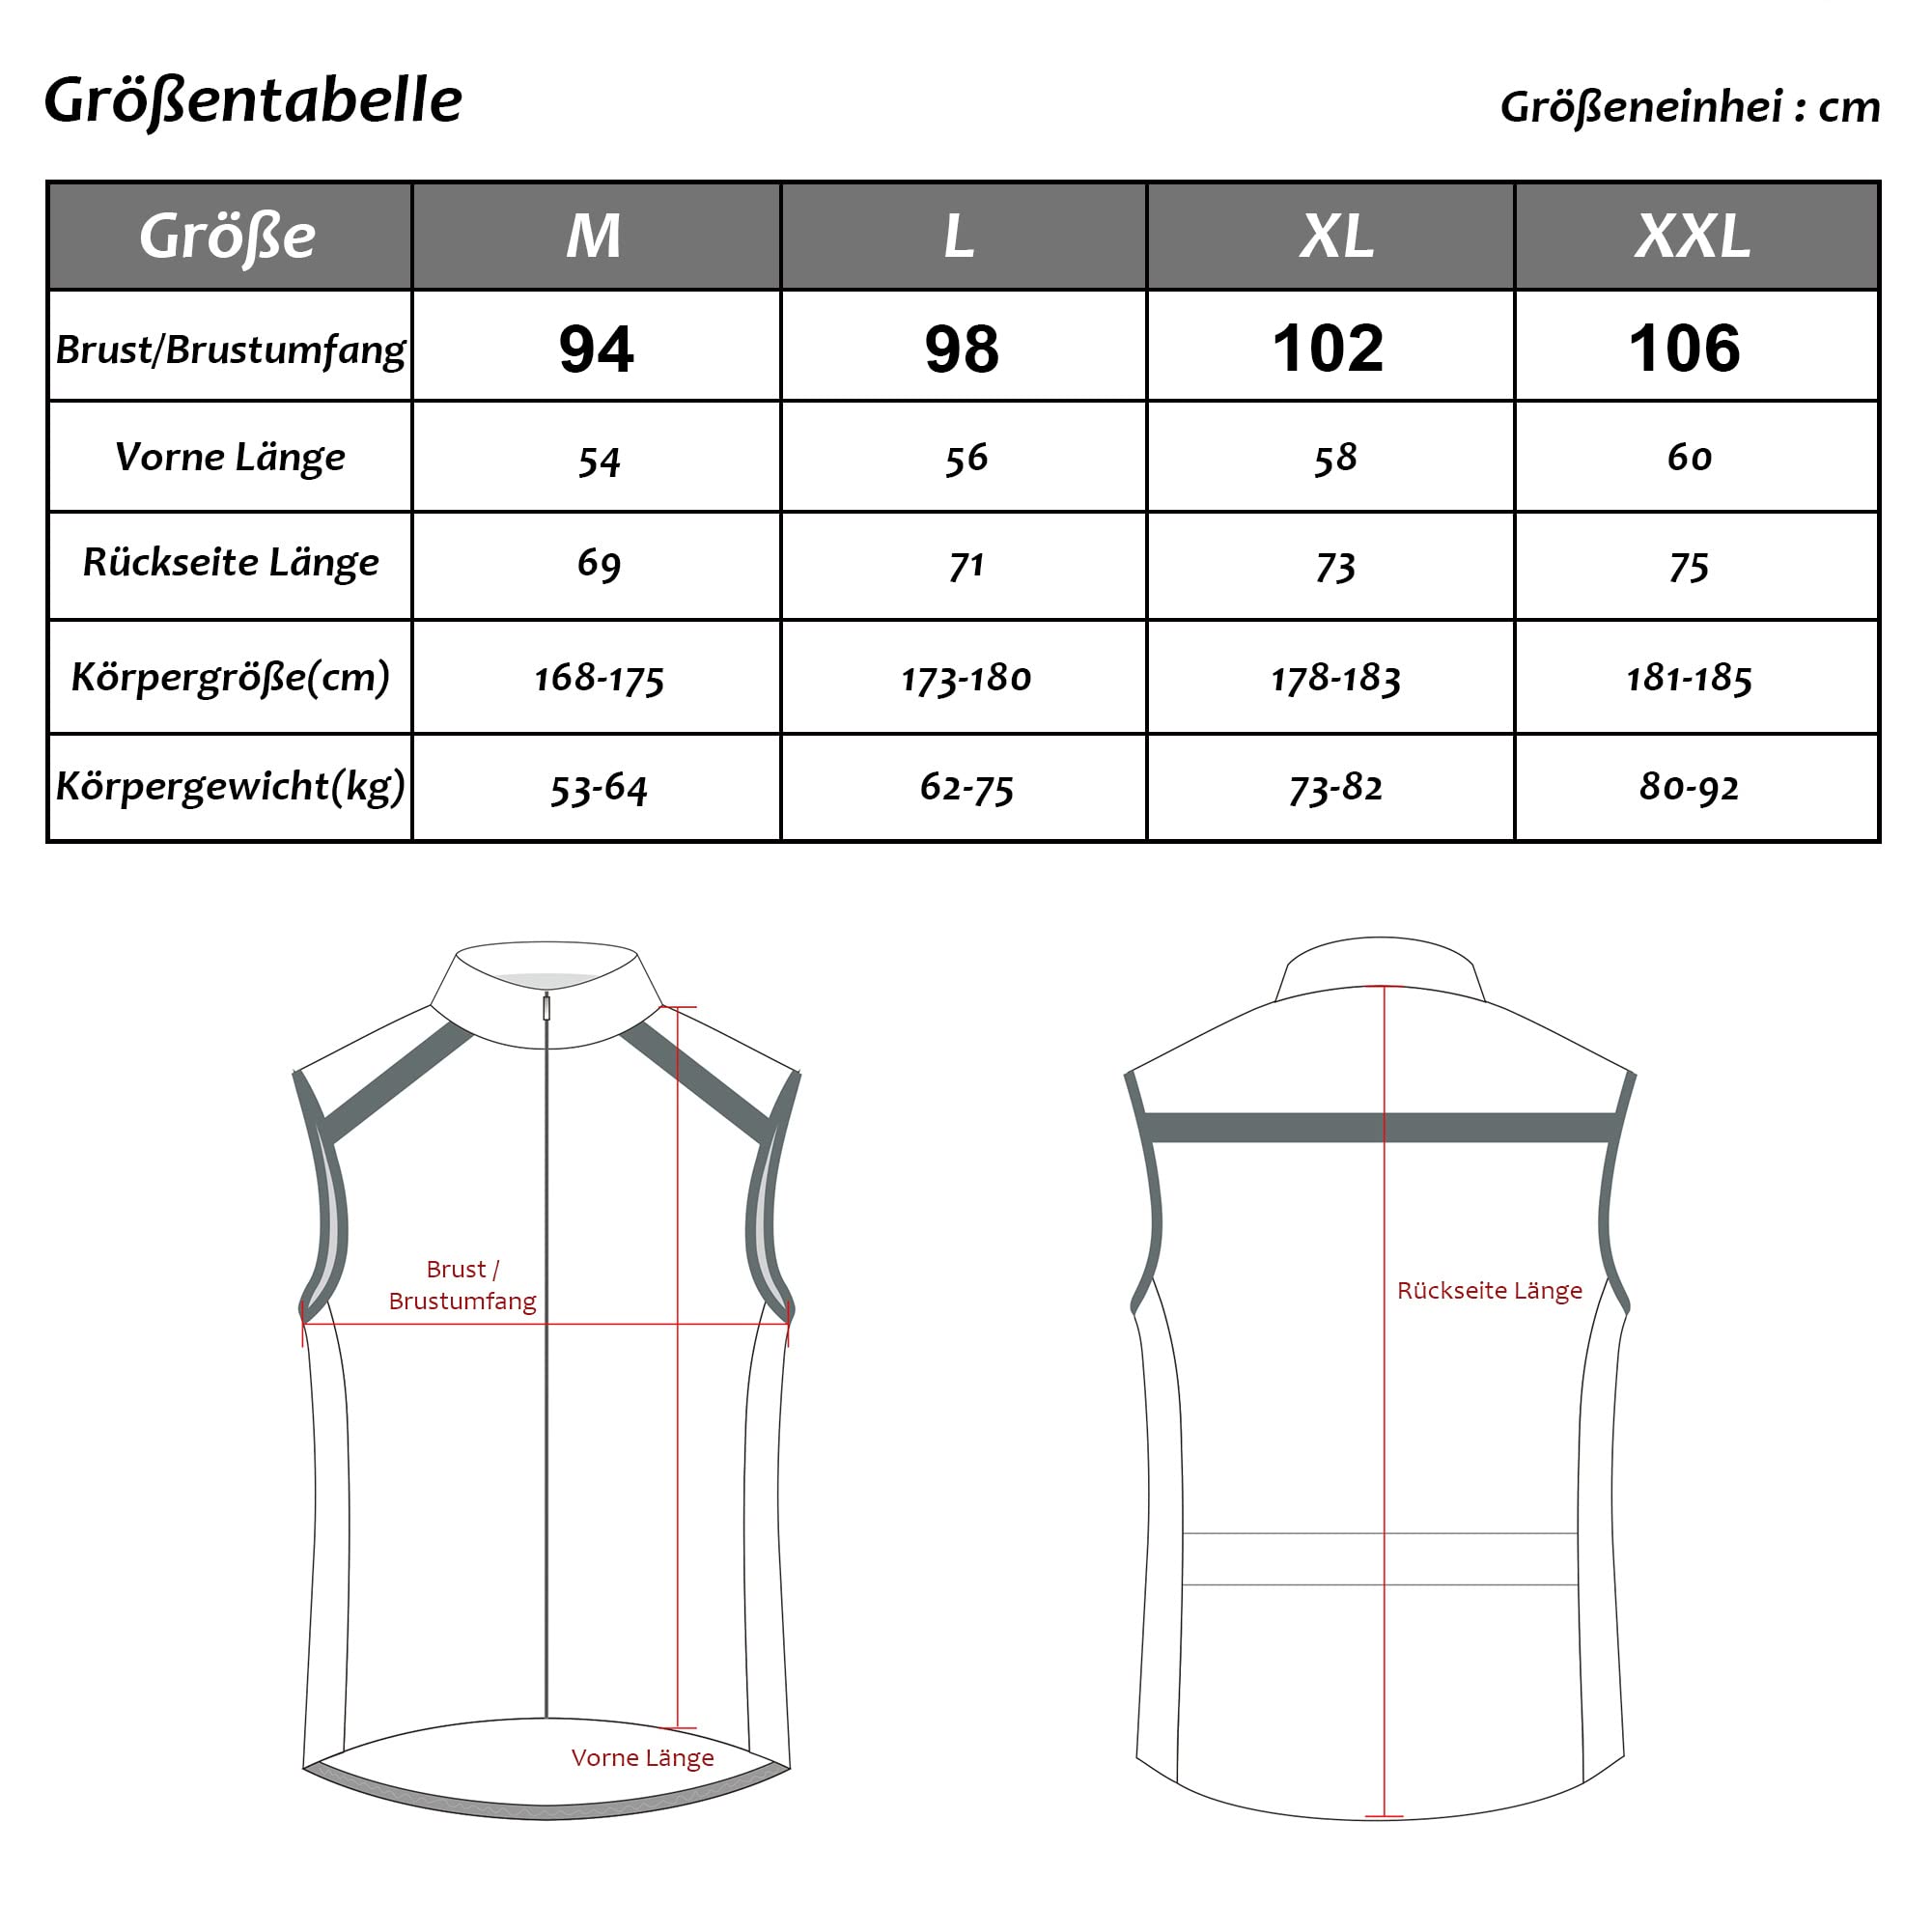 Größentabelle
Größeneinhei : cm
Größe M L XL XXL
Brust/Brustumfang 94 98 102 106
Vorne Länge 54 56 58 60
Rückseite Länge 69 71 73 75
Körpergröße(cm) 168-175 173-180 178-183 181-185
Körpergewicht(kg) 53-64 62-75 73-82 80-92
Brust /
Brustumfang
Rückseite Länge
Vorne Länge